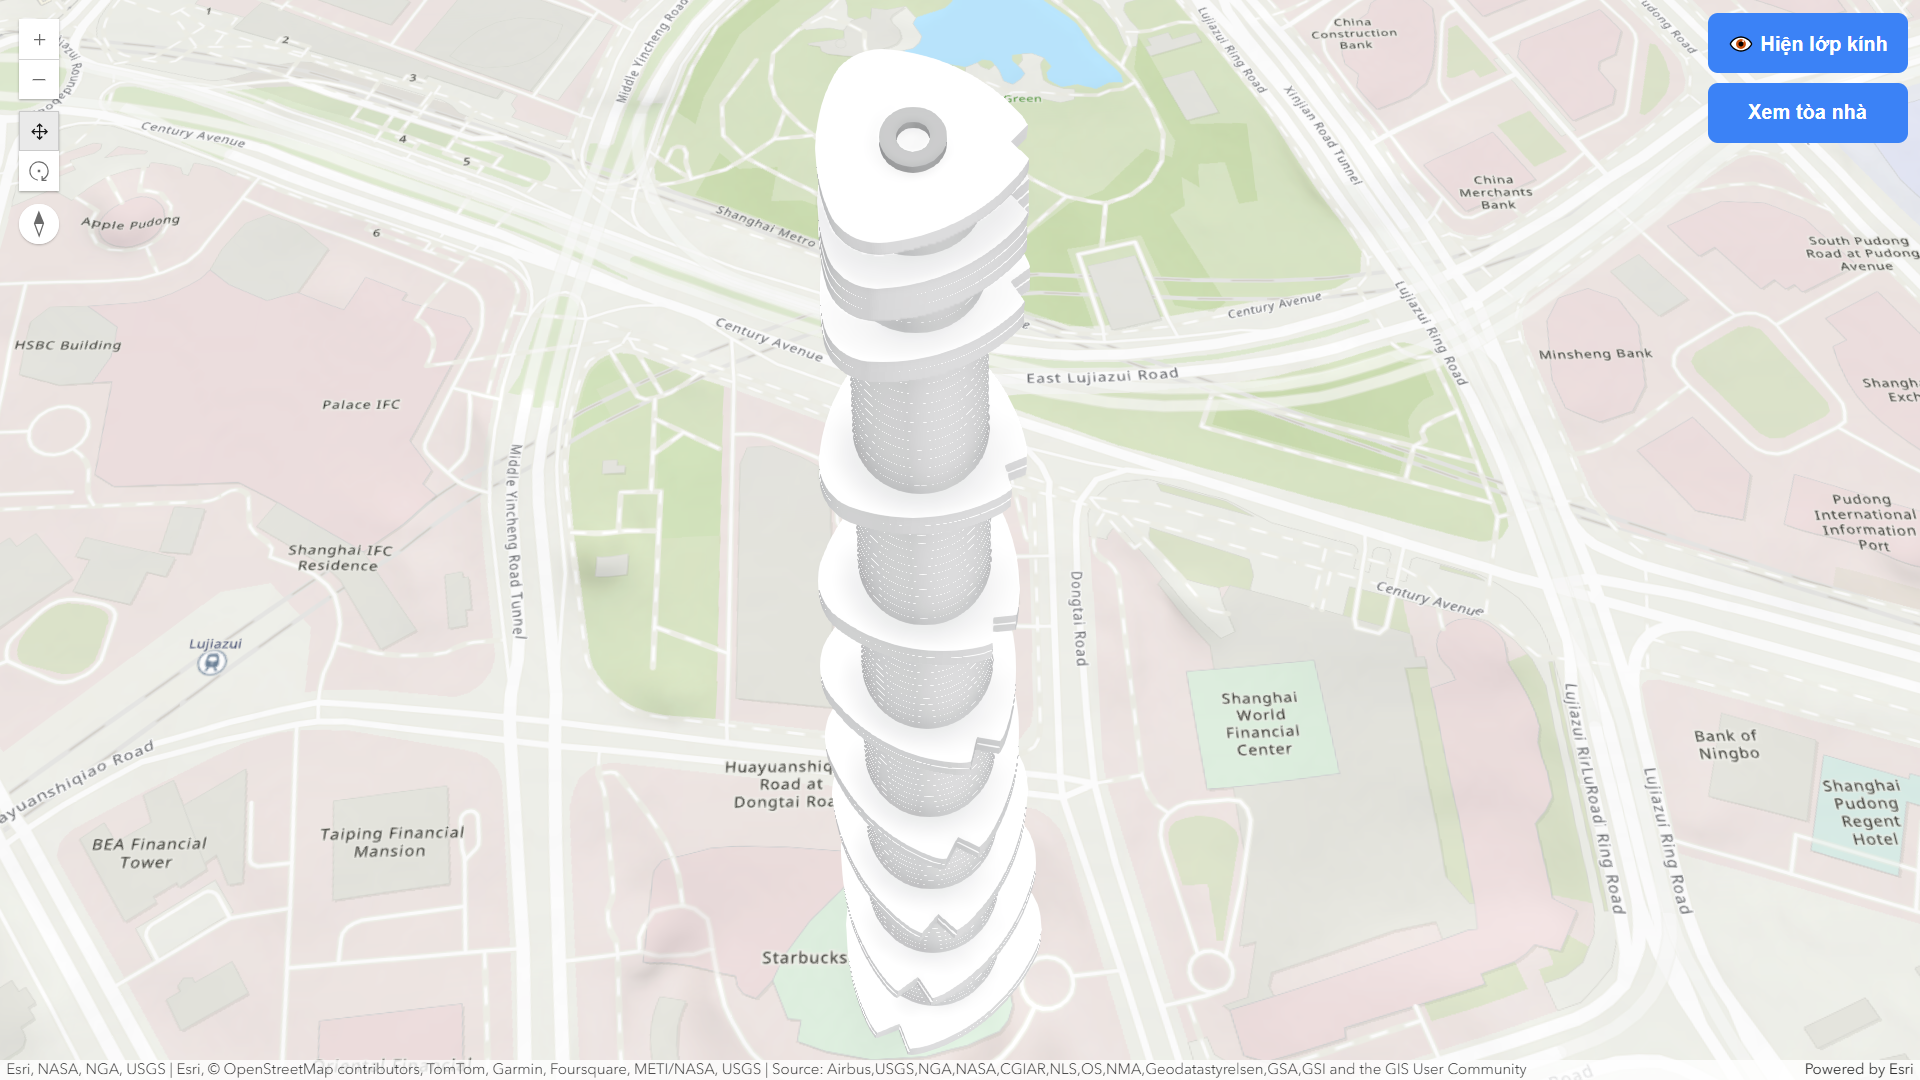 1
2
3
4
5
6
Middle Yincheng Road
Lujiazui Ring Road
Xinjian Road Tunnel
China
Construction
Bank
👁 Hiện lớp kính
Xem tòa nhà
Century Avenue
Green
China
Merchants
Bank
Apple Pudong
Shanghai Metro
South Pudong
Road at Pudong
Avenue
Century Avenue
Century Avenue
Lujiazui Ring Road
HSBC Building
East Lujiazui Road
Minsheng Bank
Palace IFC
Middle Yincheng Road Tunnel
Pudong
International
Information
Port
Shanghai IFC
Residence
Dongtai Road
Century Avenue
Lujiazui
Shanghai
World
Financial
Center
Bank of
Ningbo
Huayuanshiq
Road at
Dongtai Roa
Lujiazui Ring Road
Shanghai
Pudong
Regent
Hotel
BEA Financial
Tower
Taiping Financial
Mansion
Starbucks
Esri, NASA, NGA, USGS | Esri, © OpenStreetMap contributors, TomTom, Garmin, Foursquare, METI/NASA, USGS | Source: Airbus,USGS,NGA,NASA,CGIAR,NLS,OS,NMA,Geodatastyrelsen,GSA,GSI and the GIS User Community
Powered by Esri